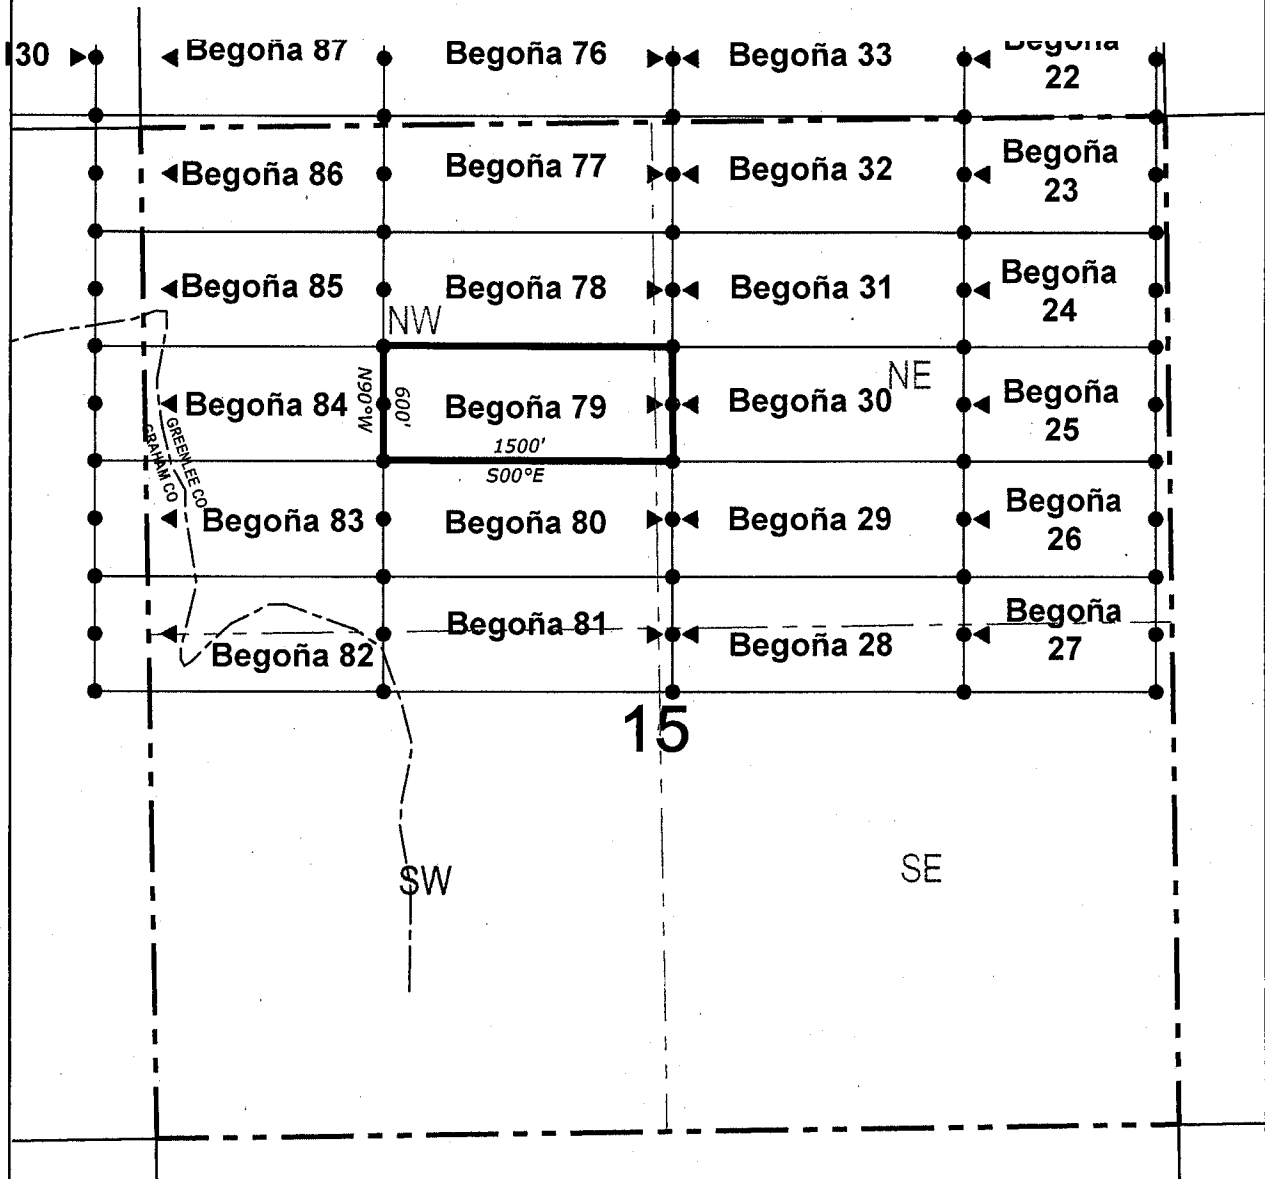 130
Begoña 87
Begoña 76
Begoña 33
Begoña
22
Begoña 86
Begoña 77
Begoña 32
Begoña
23
Begoña 85
Begoña 78
Begoña 31
Begoña
24
NW
NE
Begoña 84
N90°W
600'
Begoña 79
1500'
S00°E
Begoña 30
Begoña
25
GREENLEE CO
GRAHAM CO
Begoña 83
Begoña 80
Begoña 29
Begoña
26
Begoña 82
Begoña 81
Begoña 28
Begoña
27
15
SW
SE